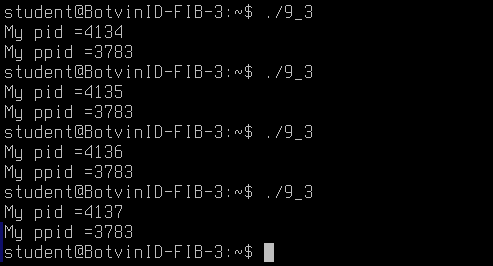 student@BotvinID-FIB-3:~$ ./9_3
My pid =4134
My ppid =3783
student@BotvinID-FIB-3:~$ ./9_3
My pid =4135
My ppid =3783
student@BotvinID-FIB-3:~$ ./9_3
My pid =4136
My ppid =3783
student@BotvinID-FIB-3:~$ ./9_3
My pid =4137
My ppid =3783
student@BotvinID-FIB-3:~$